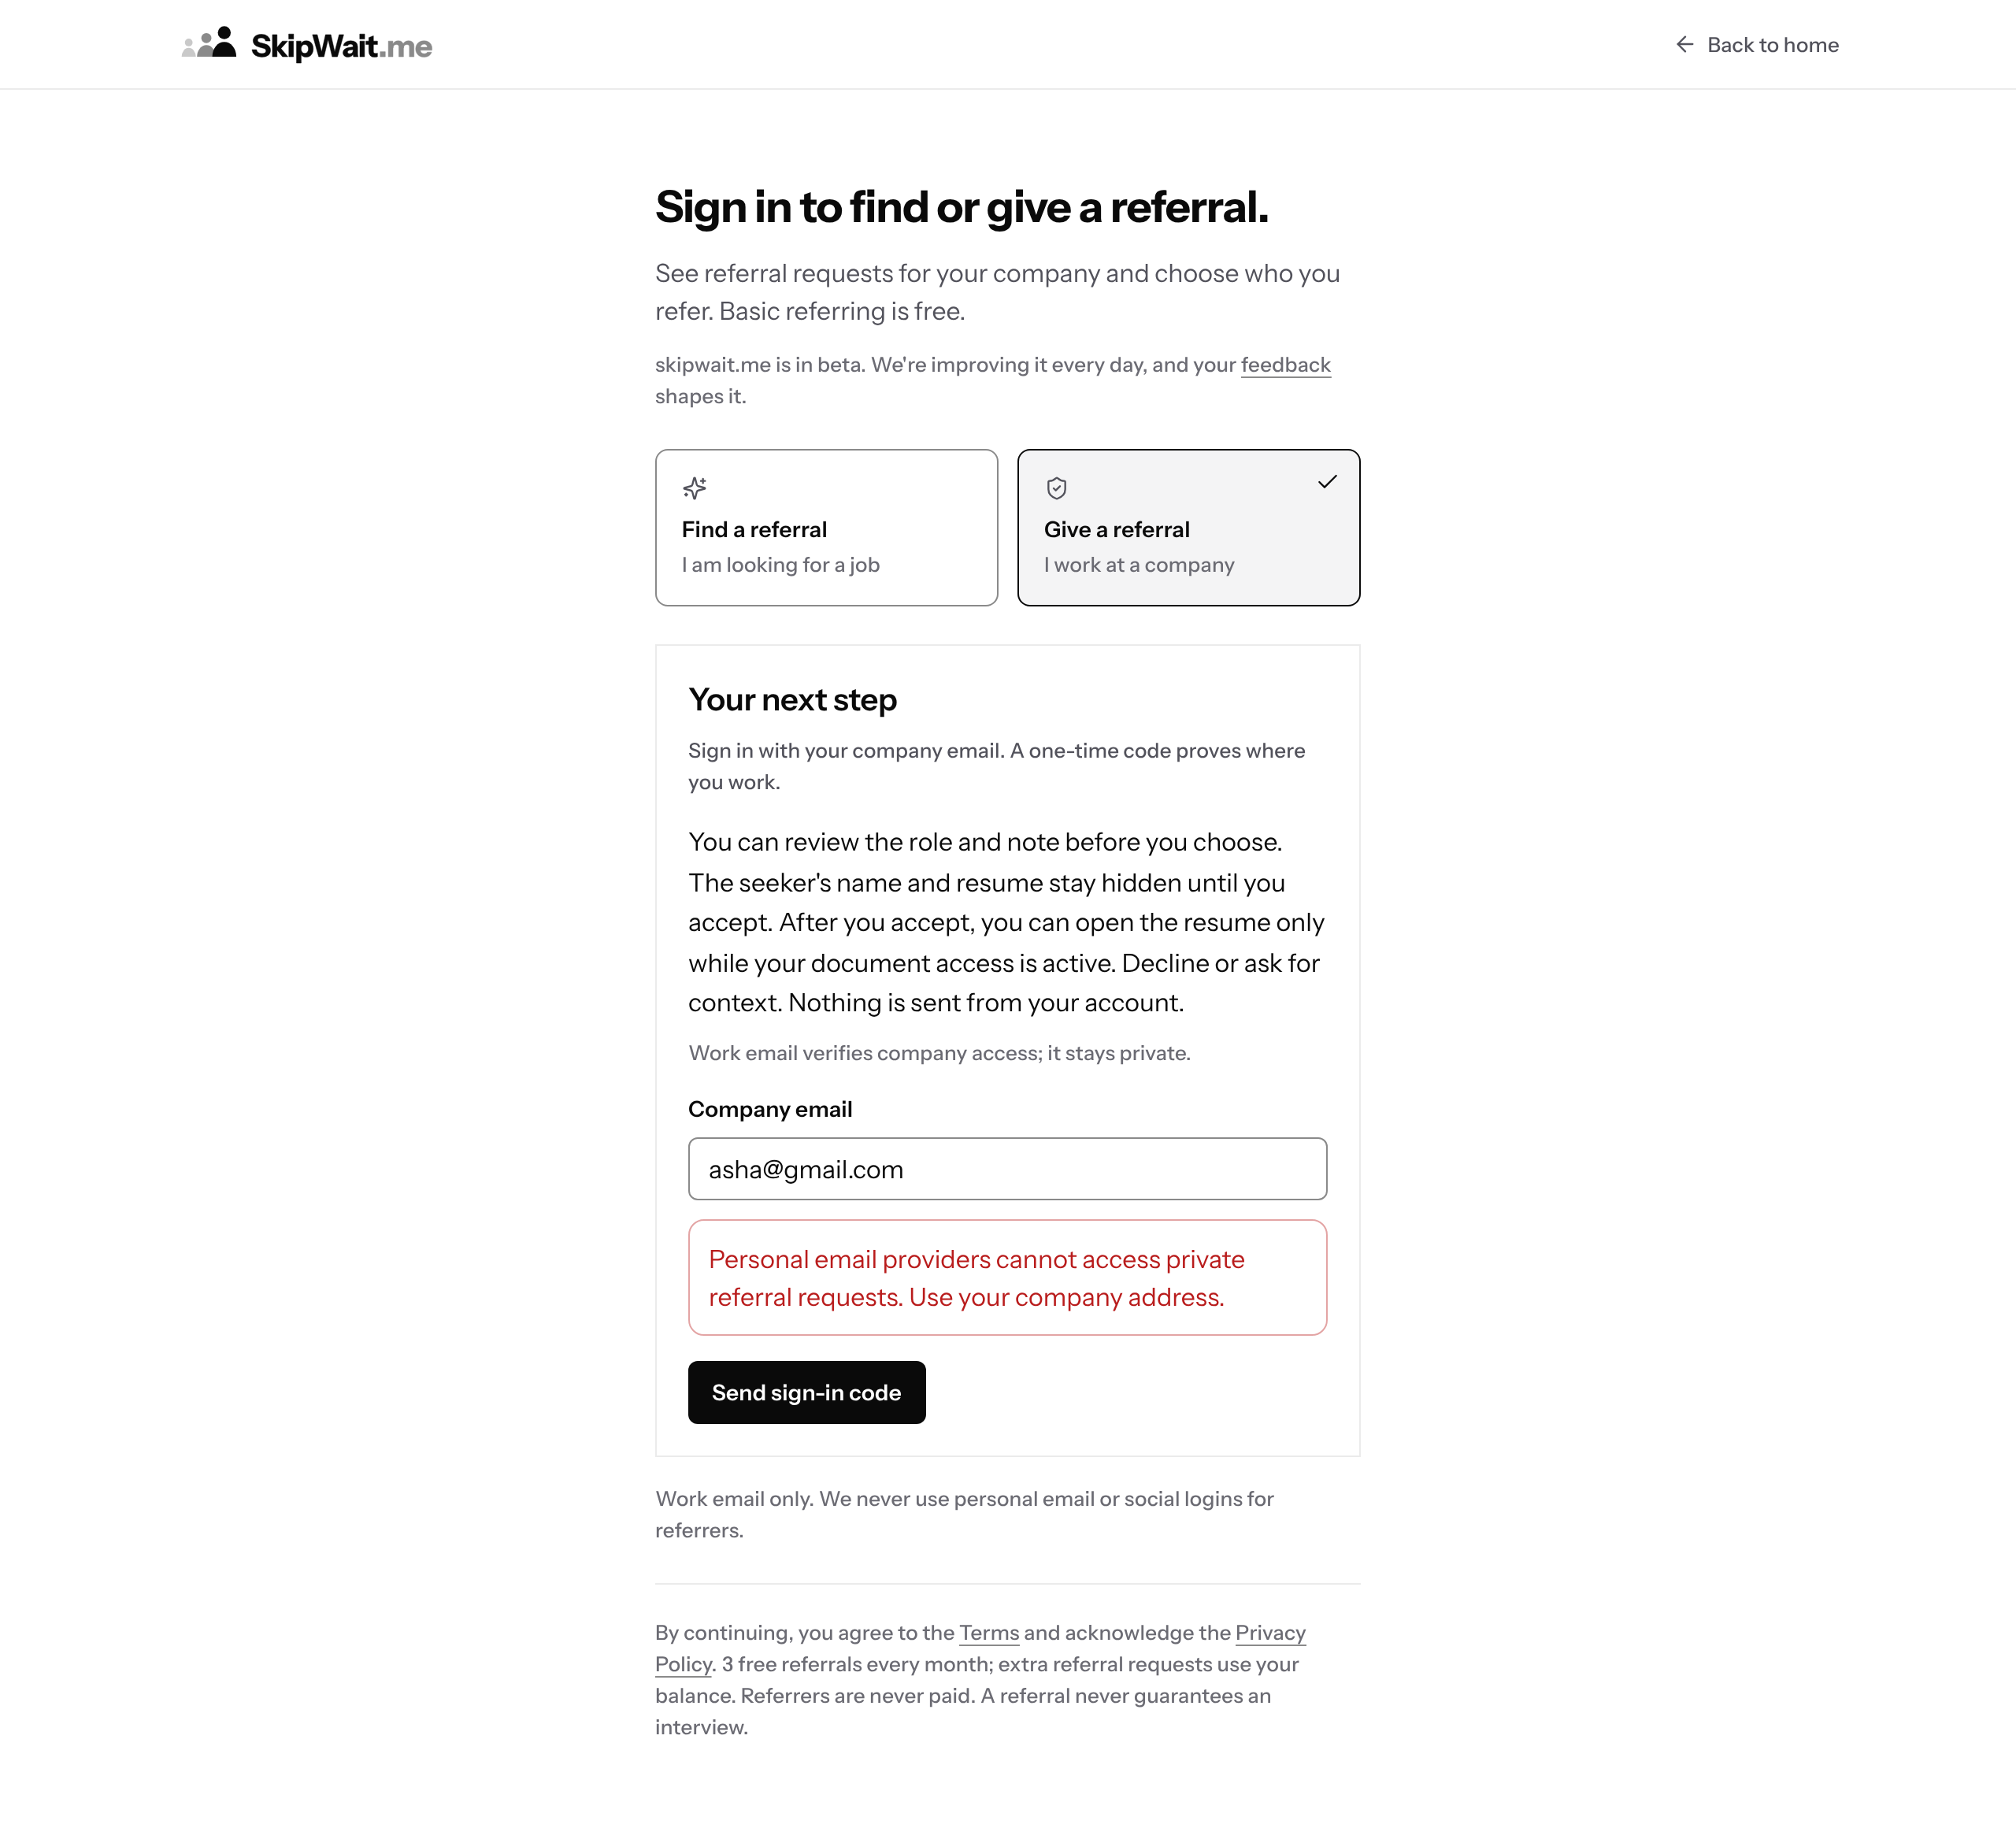 SkipWait.me
Back to home
Sign in to find or give a referral.
See referral requests for your company and choose who you
refer. Basic referring is free.
skipwait.me is in beta. We're improving it every day, and your feedback
shapes it.
Find a referral
I am looking for a job
Give a referral
I work at a company
Your next step
Sign in with your company email. A one-time code proves where
you work.
You can review the role and note before you choose.
The seeker's name and resume stay hidden until you
accept. After you accept, you can open the resume only
while your document access is active. Decline or ask for
context. Nothing is sent from your account.
Work email verifies company access; it stays private.
Company email
asha@gmail.com
Personal email providers cannot access private
referral requests. Use your company address.
Send sign-in code
Work email only. We never use personal email or social logins for
referrers.
By continuing, you agree to the Terms and acknowledge the Privacy
Policy. 3 free referrals every month; extra referral requests use your
balance. Referrers are never paid. A referral never guarantees an
interview.